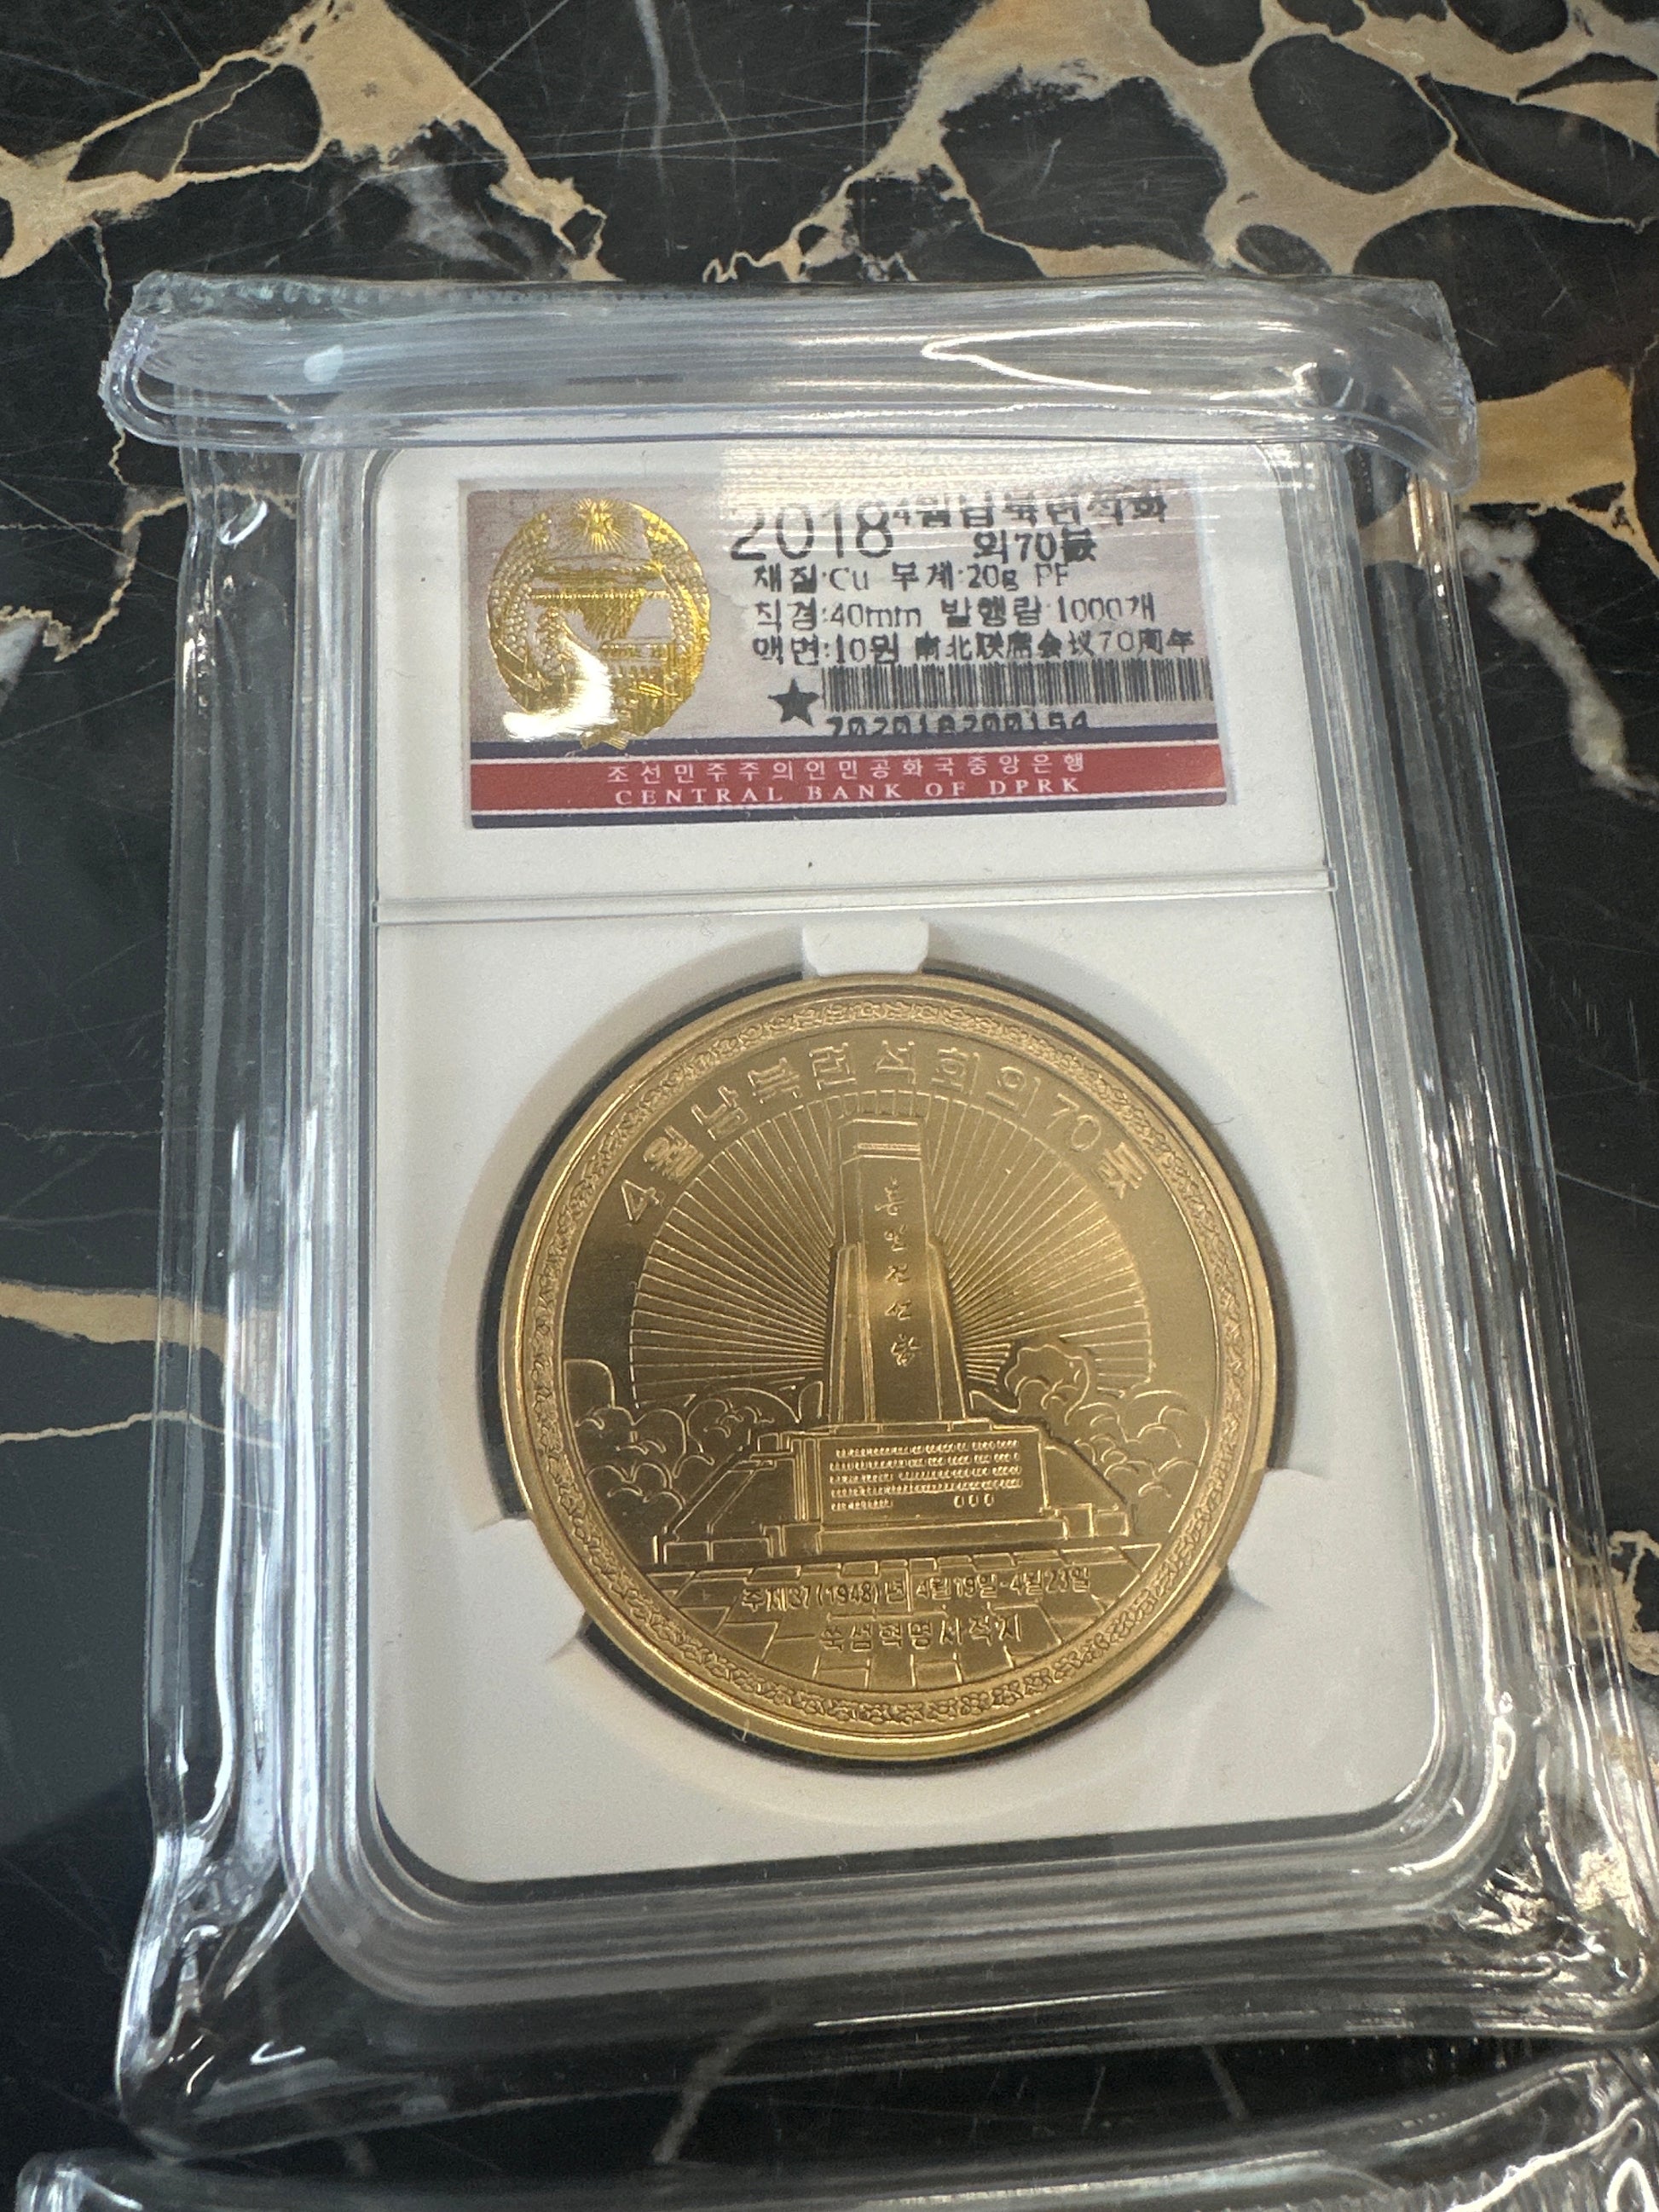 2018 4월남북련석회
의70돐
재질:Cu 무게:20g PF
직경:40mm 발행량:1000개
액면:10원 南北联席会议70周年
702018200154
조선민주주의인민공화국중앙은행
CENTRAL BANK OF DPRK
4월남북련석회의70돐
통일전선탑
주체37(1948)년 4월19일-4월23일
-쑥섬혁명사적지